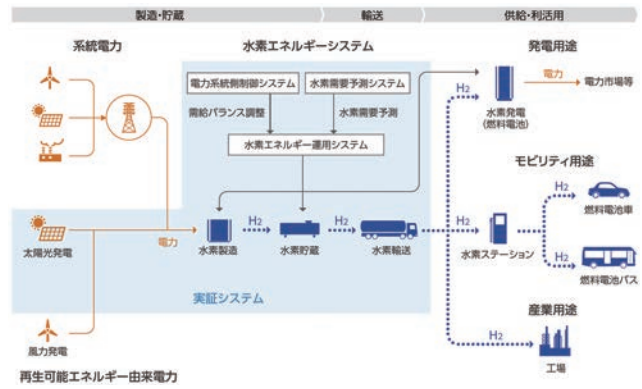 製造・貯蔵
輸送
供給・利活用
系統電力
水素エネルギーシステム
発電用途
電力系統側制御システム
水素需要予測システム
電力
電力市場等
H2
水素発電
(燃料電池)
需給バランス調整
水素需要予測
水素エネルギー運用システム
モビリティ用途
H2
燃料電池車
太陽光発電
電力
水素製造
H2
水素貯蔵
H2
水素輸送
H2
水素ステーション
H2
燃料電池バス
実証システム
産業用途
風力発電
H2
工場
再生可能エネルギー由来電力